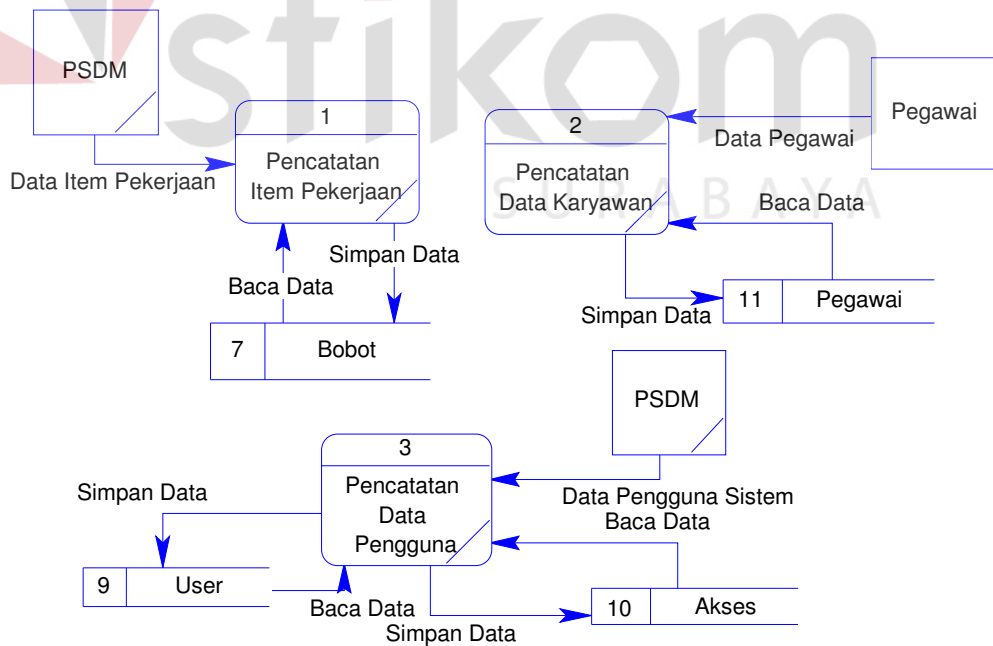 stikom
SURABAYA
PSDM
Data Item Pekerjaan
1
Pencatatan
Item Pekerjaan
Simpan Data
Baca Data
7 Bobot
2
Pencatatan
Data Karyawan
Pegawai
Data Pegawai
Baca Data
Simpan Data
11 Pegawai
PSDM
3
Pencatatan
Data
Pengguna
Data Pengguna Sistem
Baca Data
Simpan Data
9 User
Baca Data
Simpan Data
10 Akses